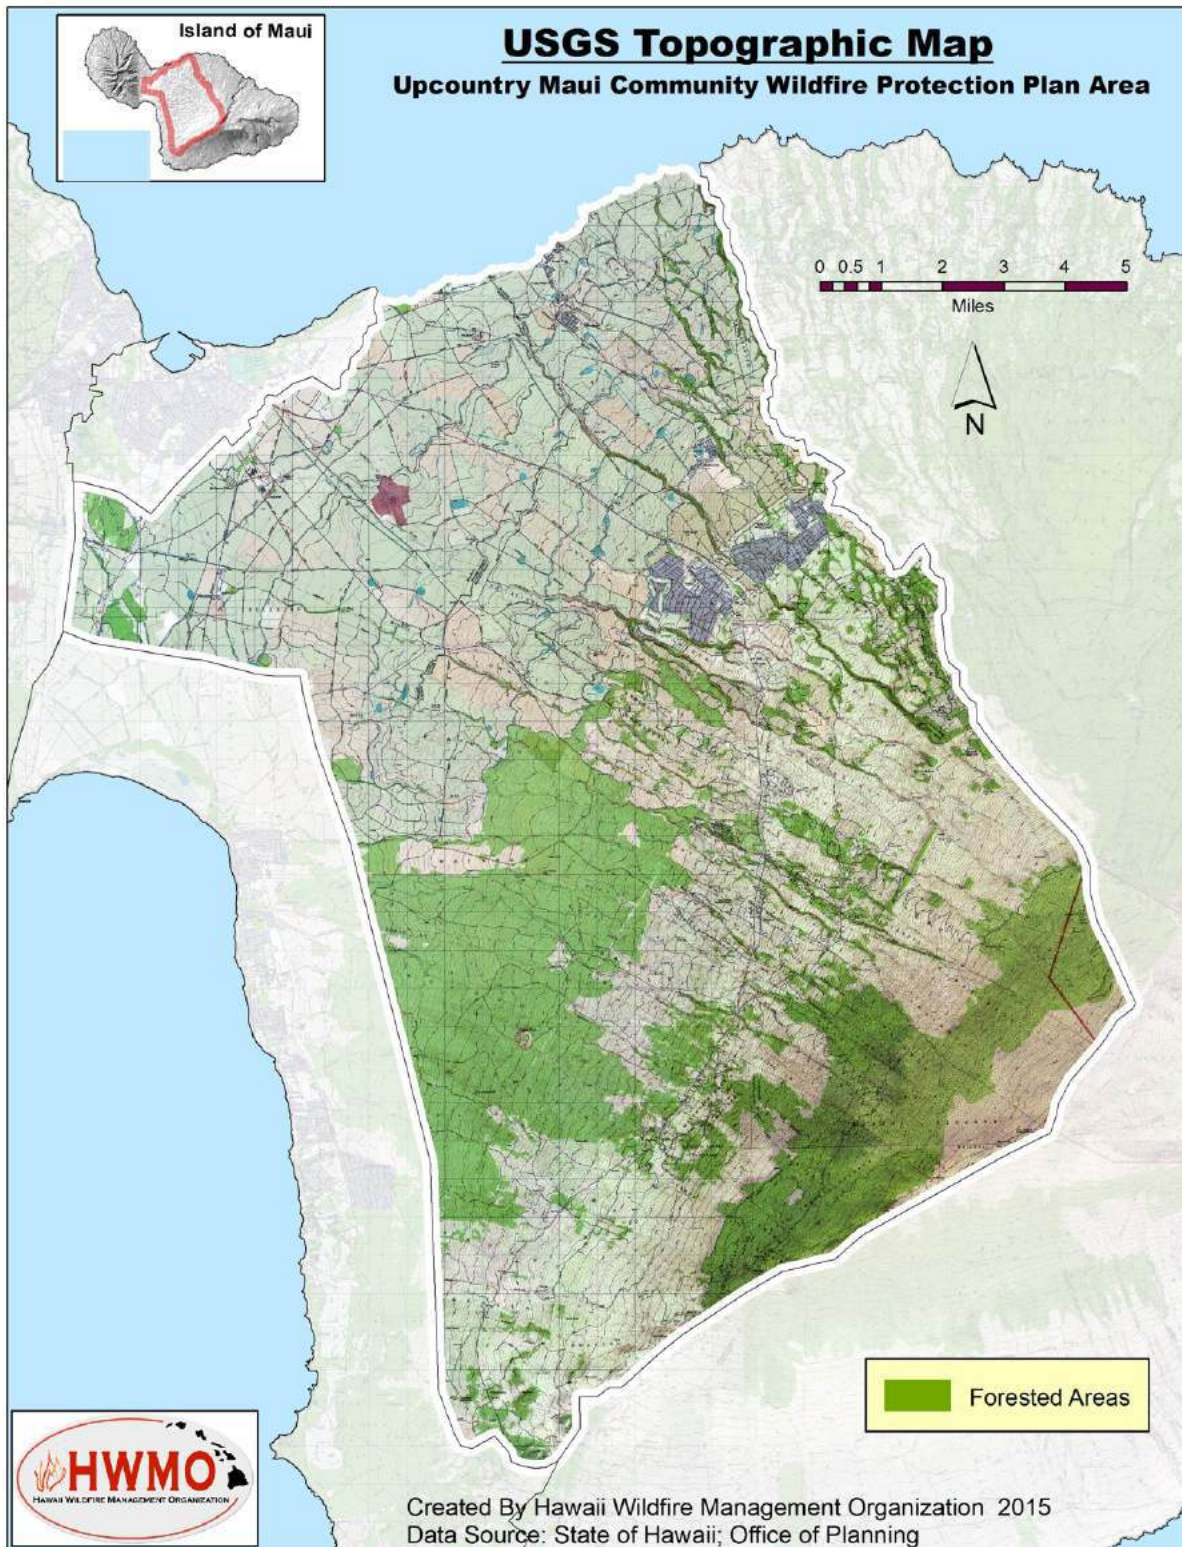 Island of Maui
USGS Topographic Map
Upcountry Maui Community Wildfire Protection Plan Area
0 0.5 1 2 3 4 5
Miles
N
Forested Areas
HWMO
HAWAII WILDFIRE MANAGEMENT ORGANIZATION
Created By Hawaii Wildfire Management Organization 2015
Data Source: State of Hawaii; Office of Planning